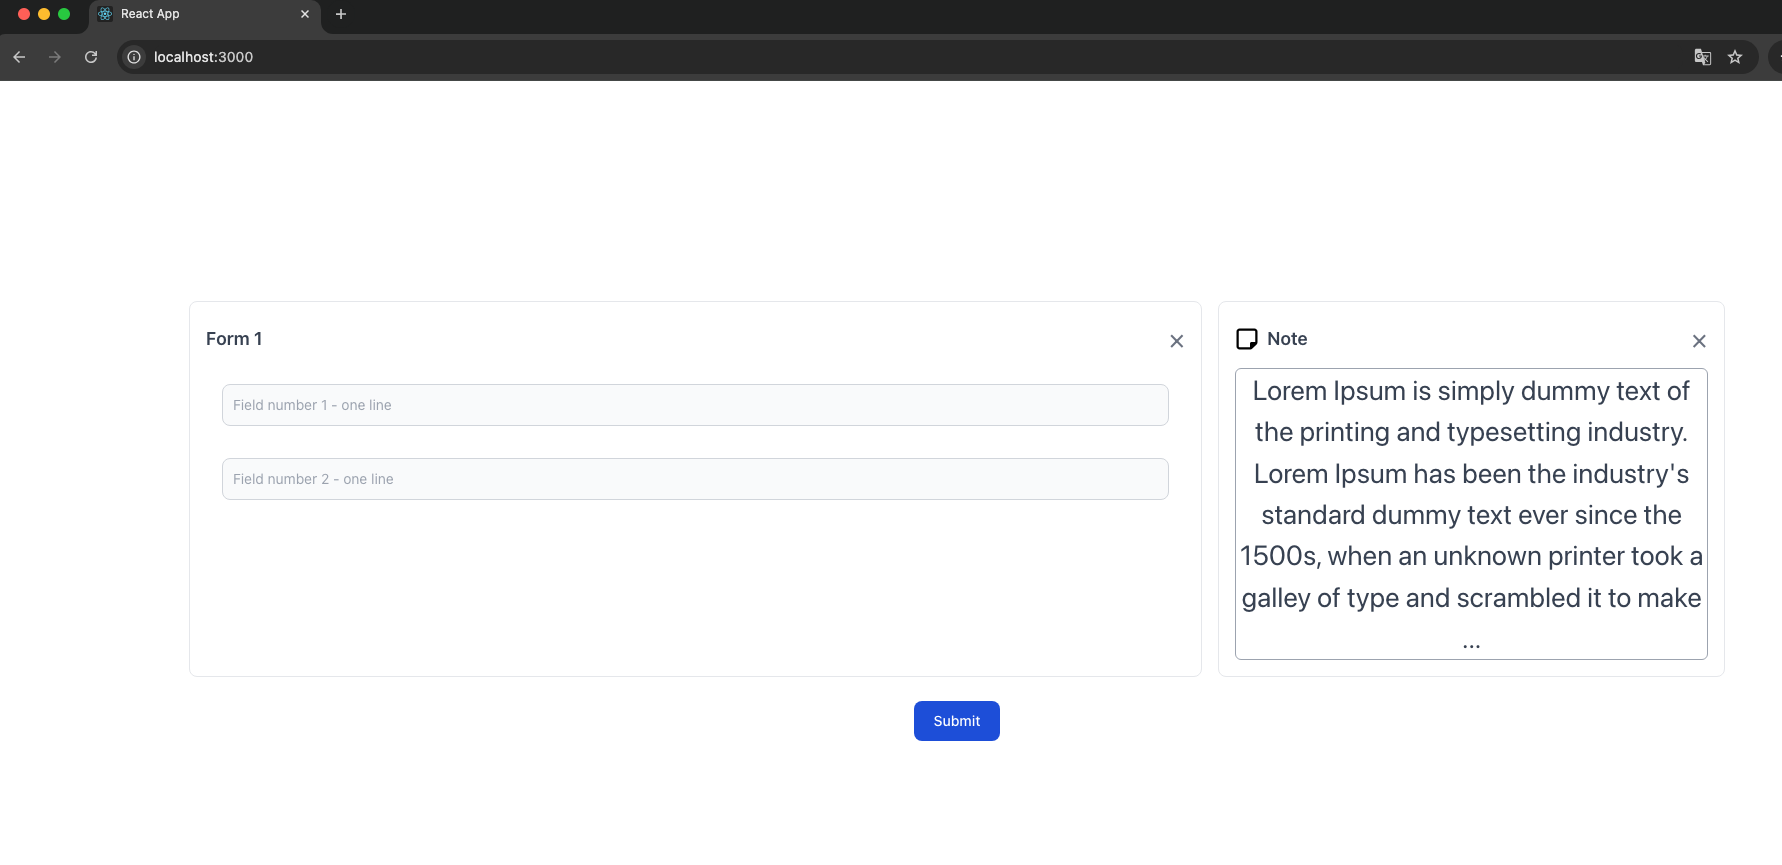 React App
localhost:3000
Form 1
Field number 1 - one line
Field number 2 - one line
Note
Lorem Ipsum is simply dummy text of
the printing and typesetting industry.
Lorem Ipsum has been the industry's
standard dummy text ever since the
1500s, when an unknown printer took a
galley of type and scrambled it to make
...
Submit